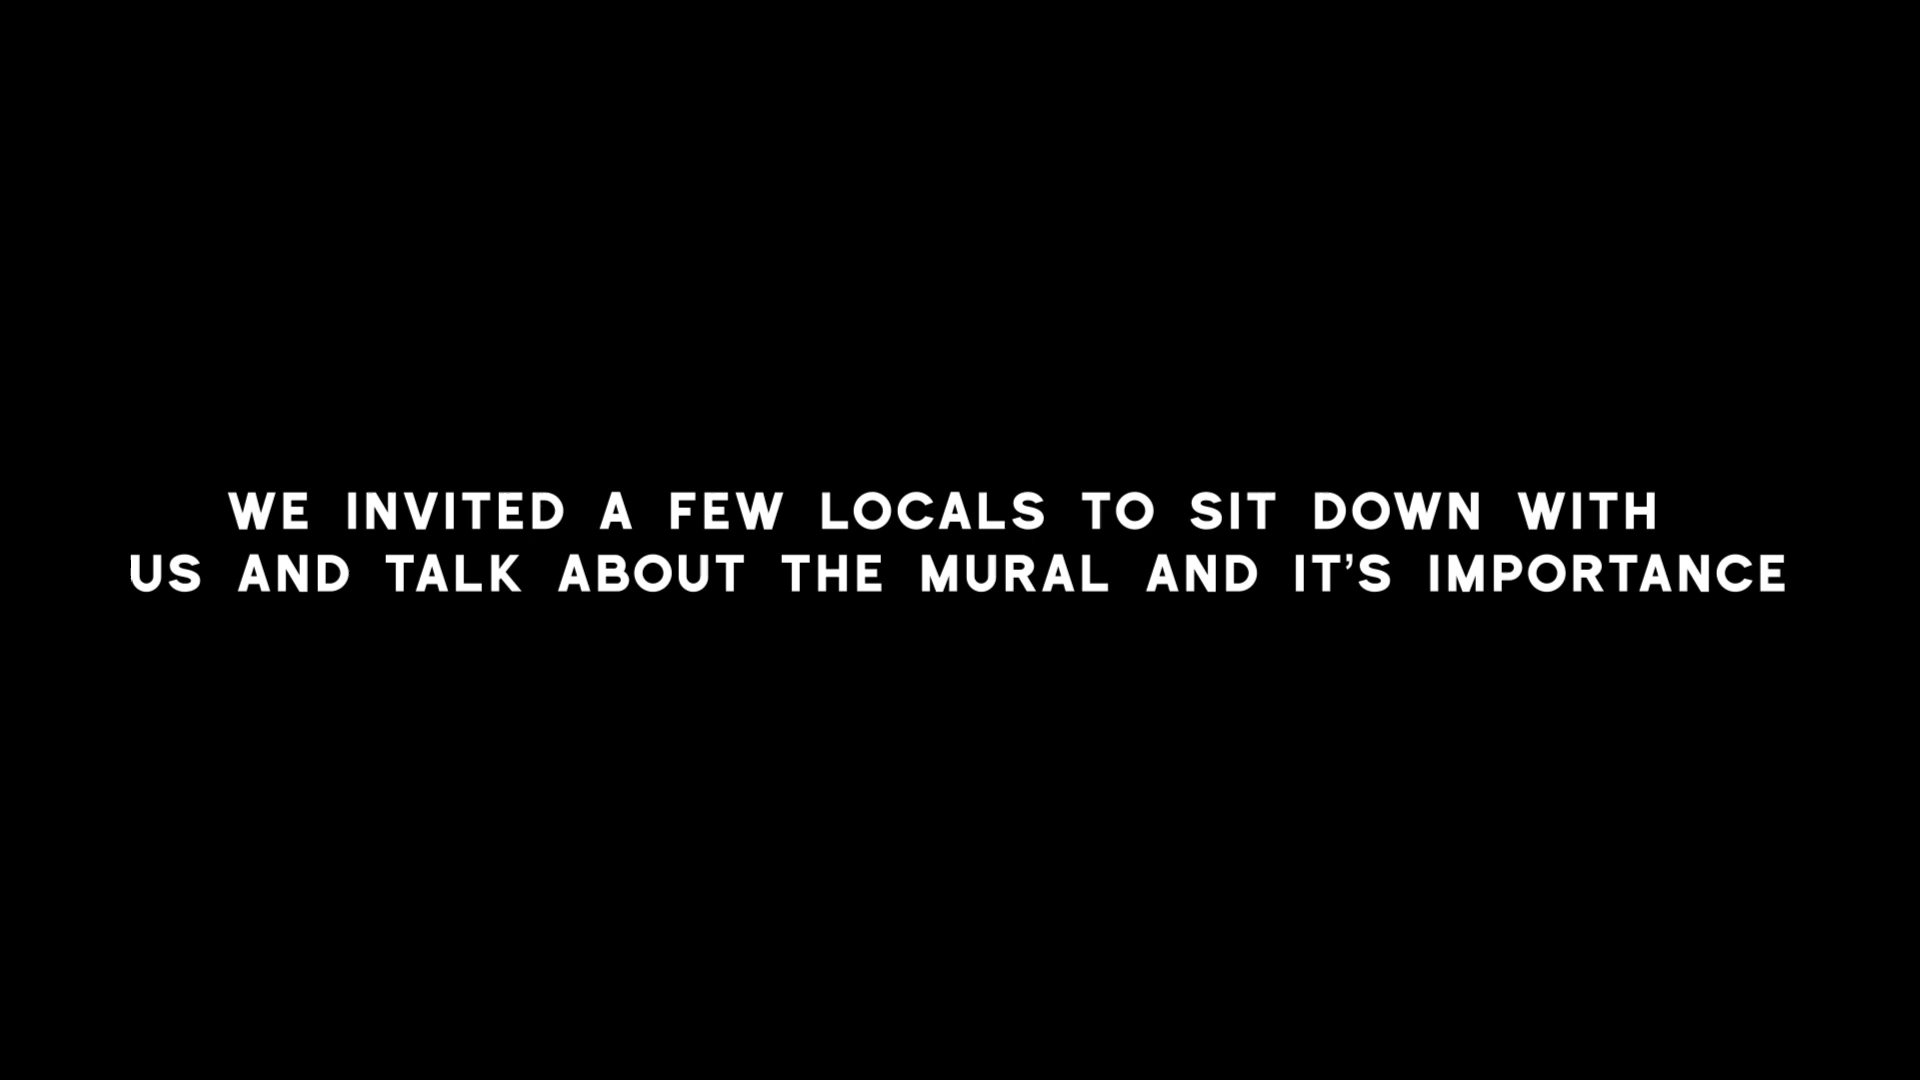 WE INVITED A FEW LOCALS TO SIT DOWN WITH
US AND TALK ABOUT THE MURAL AND IT’S IMPORTANCE